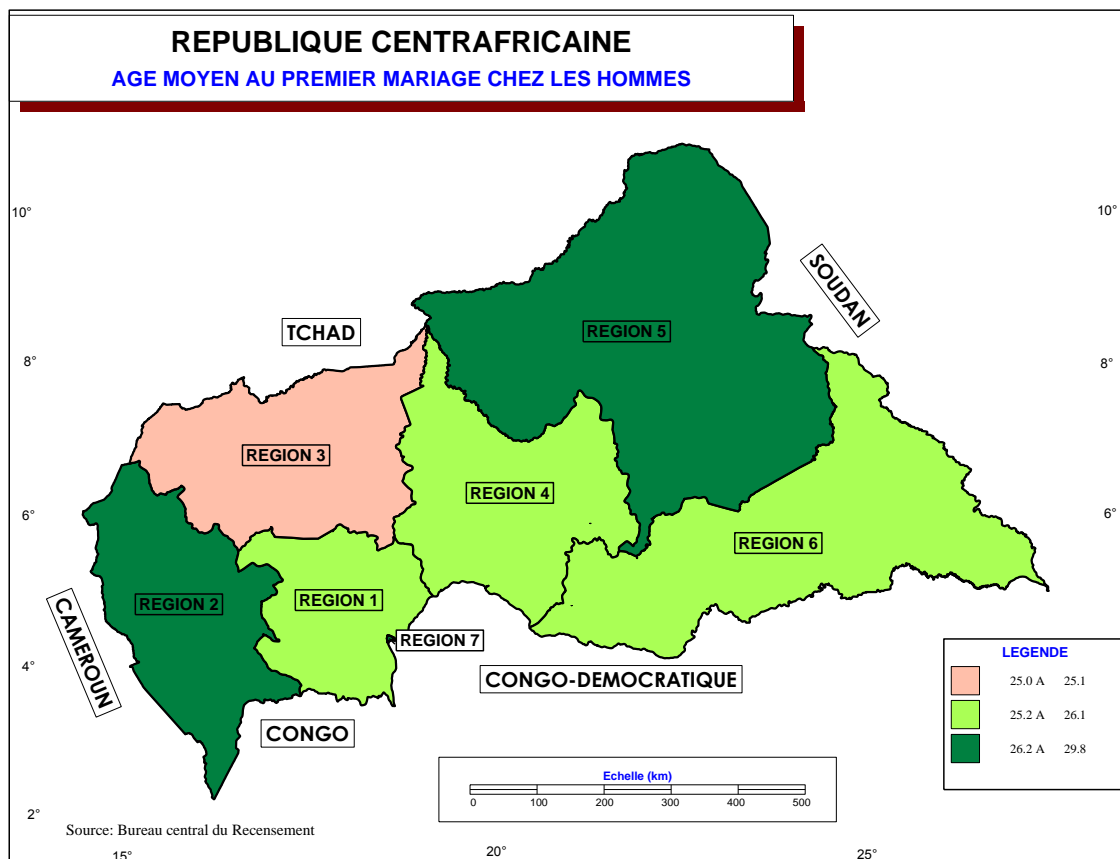 REPUBLIQUE CENTRAFRICAINE
AGE MOYEN AU PREMIER MARIAGE CHEZ LES HOMMES
10°
10°
SOUDAN
TCHAD
REGION 5
8°
8°
REGION 3
REGION 4
6°
6°
REGION 6
REGION 2
REGION 1
CAMEROUN
REGION 7
4°
CONGO-DEMOCRATIQUE
CONGO
LEGENDE
25.0 A 25.1
25.2 A 26.1
26.2 A 29.8
Echelle (km)
0 100 200 300 400 500
2°
Source: Bureau central du Recensement
15°
20°
25°